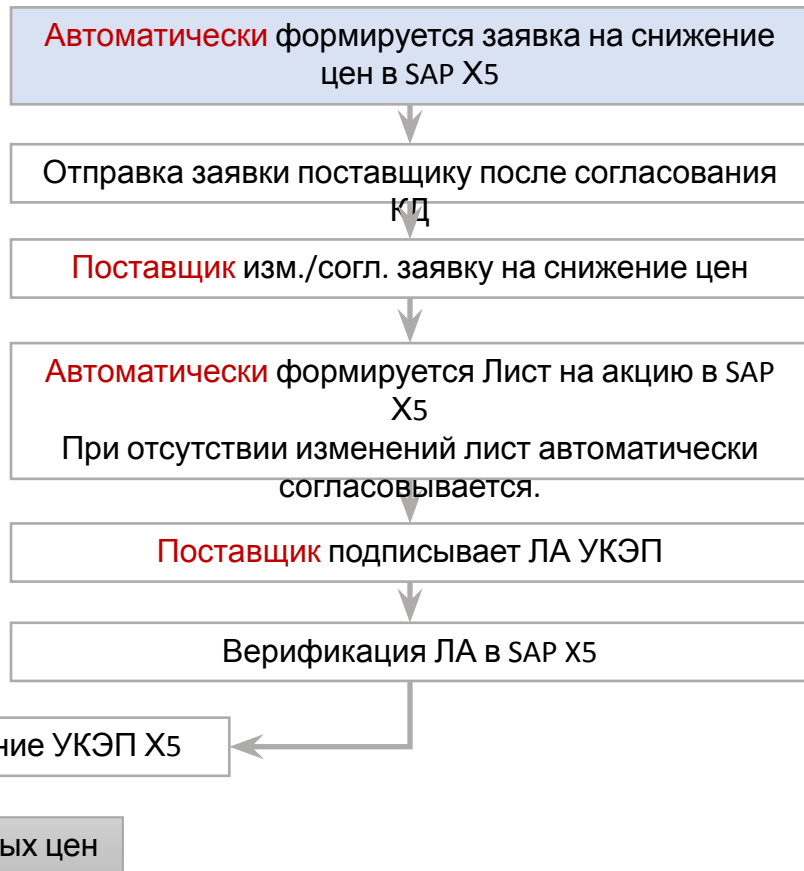 Автоматически формируется заявка на снижение
цен в SAP X5
Отправка заявки поставщику после согласования
КД
Поставщик изм./согл. заявку на снижение цен
Автоматически формируется Лист на акцию в SAP
X5
При отсутствии изменений лист автоматически
согласовывается.
Поставщик подписывает ЛА УКЭП
Верификация ЛА в SAP X5
ние УКЭП X5
ых цен